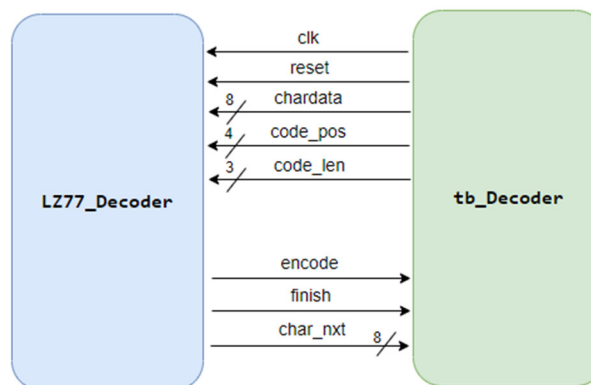 clk
reset
8 chardata
4 code_pos
3 code_len
LZ77_Decoder
tb_Decoder
encode
finish
char_nxt 8